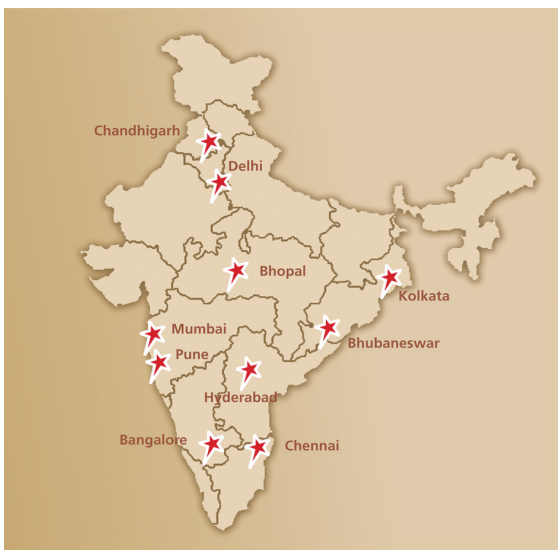 Chandhigarh
Delhi
Bhopal
Kolkata
Mumbai
Bhubaneswar
Pune
Hyderabad
Bangalore
Chennai